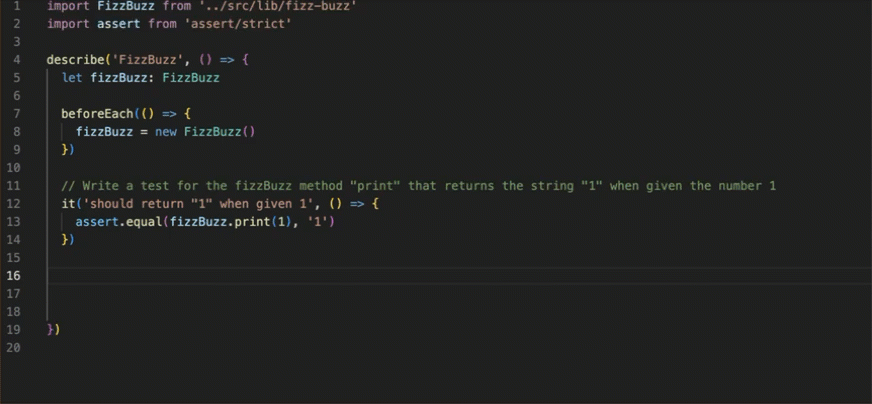 1 import FizzBuzz from '../src/lib/fizz-buzz'
2 import assert from 'assert/strict'
3
4 describe('FizzBuzz', () => {
5   let fizzBuzz: FizzBuzz
6
7   beforeEach(() => {
8     fizzBuzz = new FizzBuzz()
9   })
10
11   // Write a test for the fizzBuzz method "print" that returns the string "1" when given the number 1
12   it('should return "1" when given 1', () => {
13     assert.equal(fizzBuzz.print(1), '1')
14   })
15
16
17
18
19 })
20